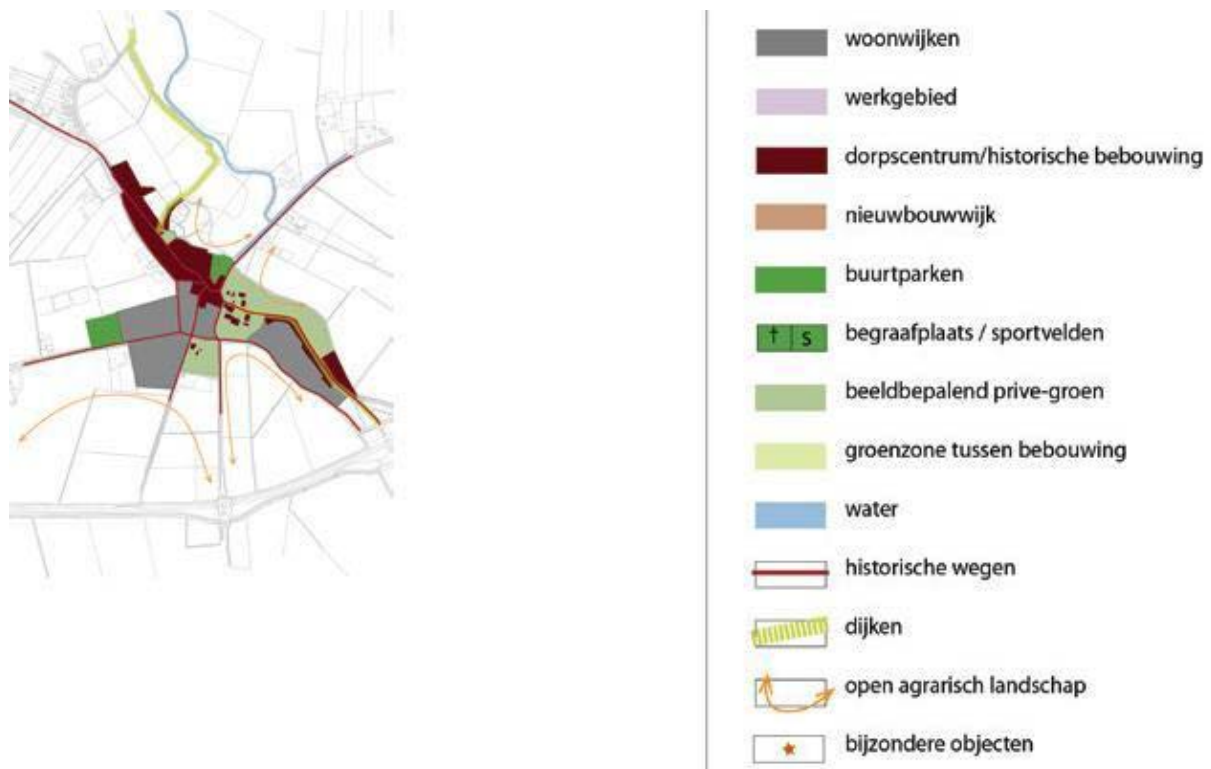 woonwijken
werkgebied
dorpscentrum/historische bebouwing
nieuwbouwwijk
buurtparken
† S begraafplaats / sportvelden
beeldbepalend prive-groen
groenzone tussen bebouwing
water
historische wegen
dijken
open agrarisch landschap
bijzondere objecten